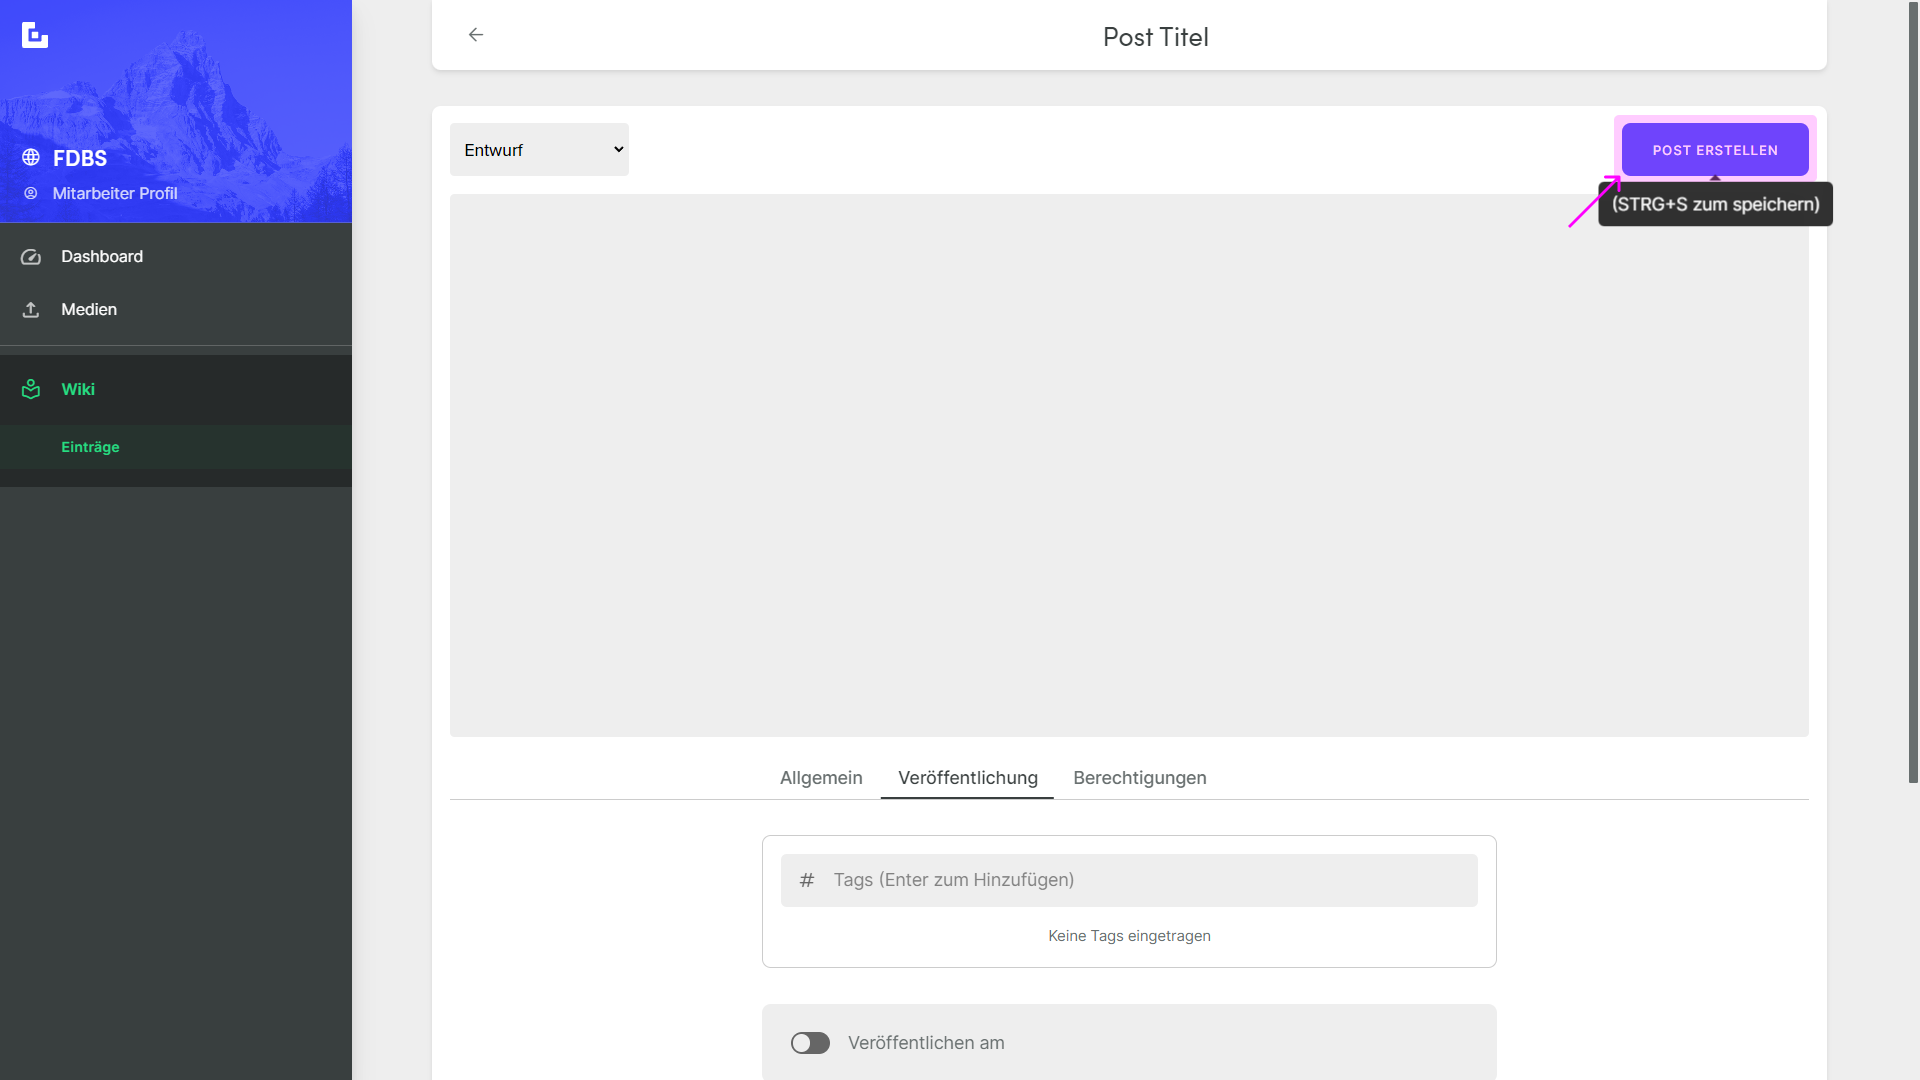 Post Titel
FDBS
Mitarbeiter Profil
Dashboard
Medien
Wiki
Einträge
Entwurf
POST ERSTELLEN
(STRG+S zum speichern)
Allgemein
Veröffentlichung
Berechtigungen
# Tags (Enter zum Hinzufügen)
Keine Tags eingetragen
Veröffentlichen am